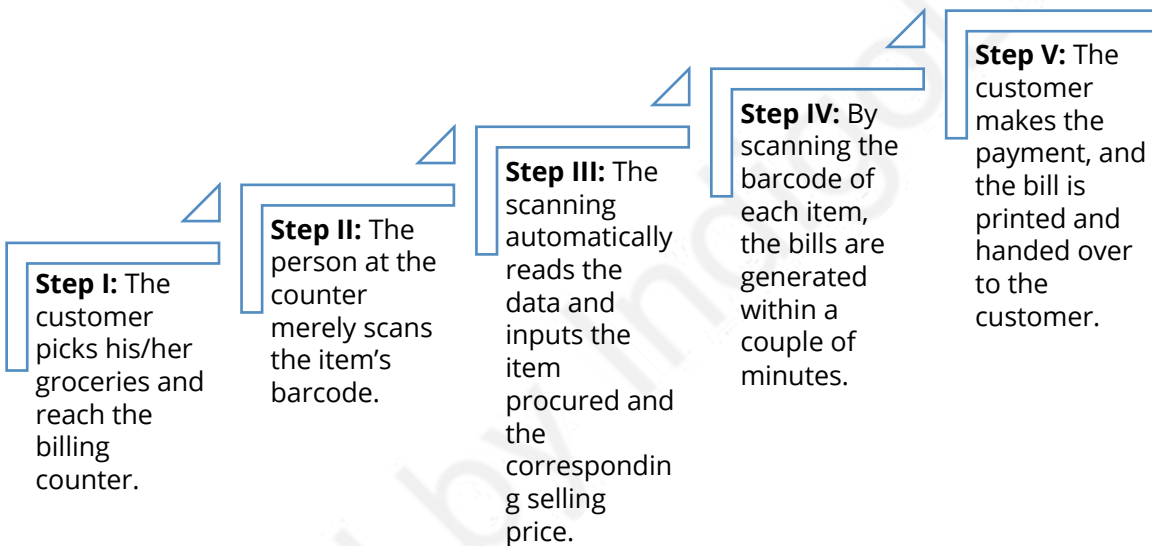 Step I: The
customer
picks his/her
groceries and
reach the
billing
counter.
Step II: The
person at the
counter
merely scans
the item's
barcode.
Step III: The
scanning
automatically
reads the
data and
inputs the
item
procured and
the
correspondin
g selling
price.
Step IV: By
scanning the
barcode of
each item,
the bills are
generated
within a
couple of
minutes.
Step V: The
customer
makes the
payment, and
the bill is
printed and
handed over
to the
customer.